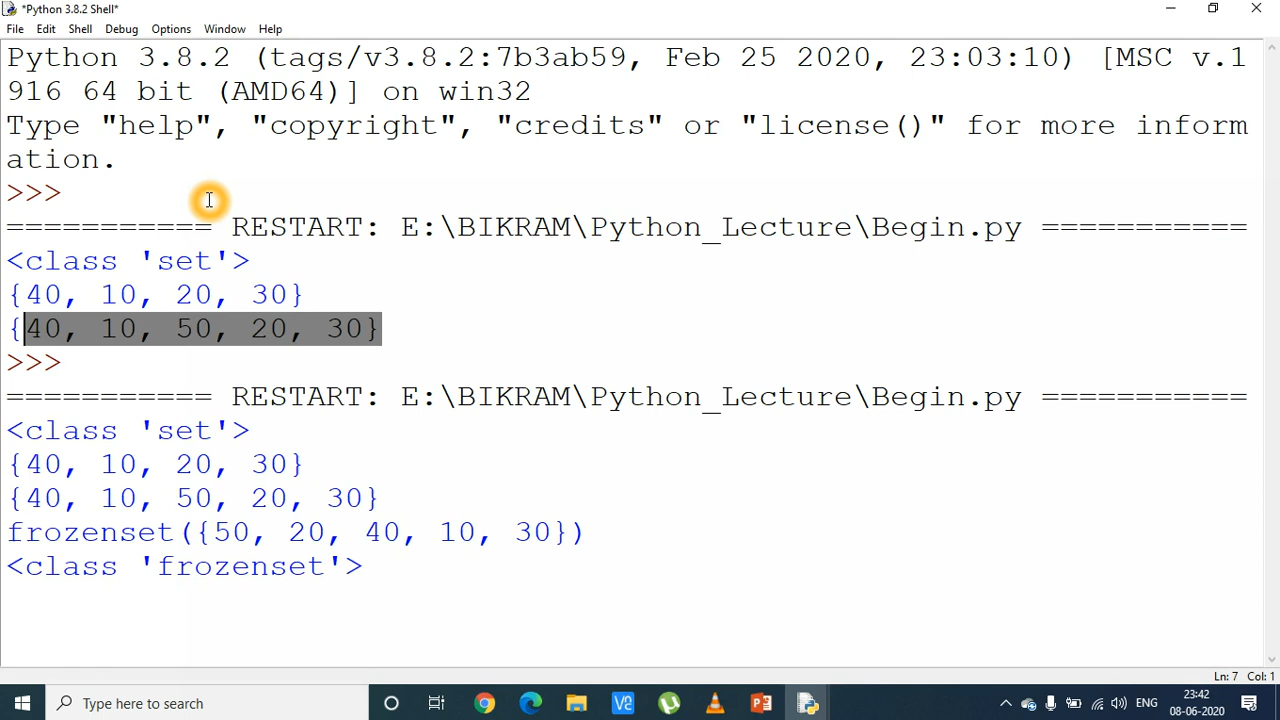 *Python 3.8.2 Shell*
File Edit Shell Debug Options Window Help
Python 3.8.2 (tags/v3.8.2:7b3ab59, Feb 25 2020, 23:03:10) [MSC v.1
916 64 bit (AMD64)] on win32
Type "help", "copyright", "credits" or "license()" for more inform
ation.
>>>
=========== RESTART: E:\BIKRAM\Python_Lecture\Begin.py ===========
<class 'set'>
{40, 10, 20, 30}
{40, 10, 50, 20, 30}
>>>
=========== RESTART: E:\BIKRAM\Python_Lecture\Begin.py ===========
<class 'set'>
{40, 10, 20, 30}
{40, 10, 50, 20, 30}
frozenset({50, 20, 40, 10, 30})
<class 'frozenset'>
Ln: 7 Col: 1
Type here to search
ENG
23:42
08-06-2020